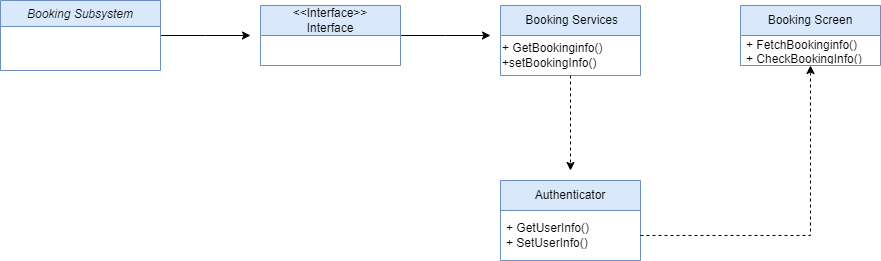 Booking Subsystem
<<Interface>>
Interface
Booking Services
+ GetBookinginfo()
+setBookingInfo()
Booking Screen
+ FetchBookinginfo()
+ CheckBookingInfo()
Authenticator
+ GetUserInfo()
+ SetUserInfo()